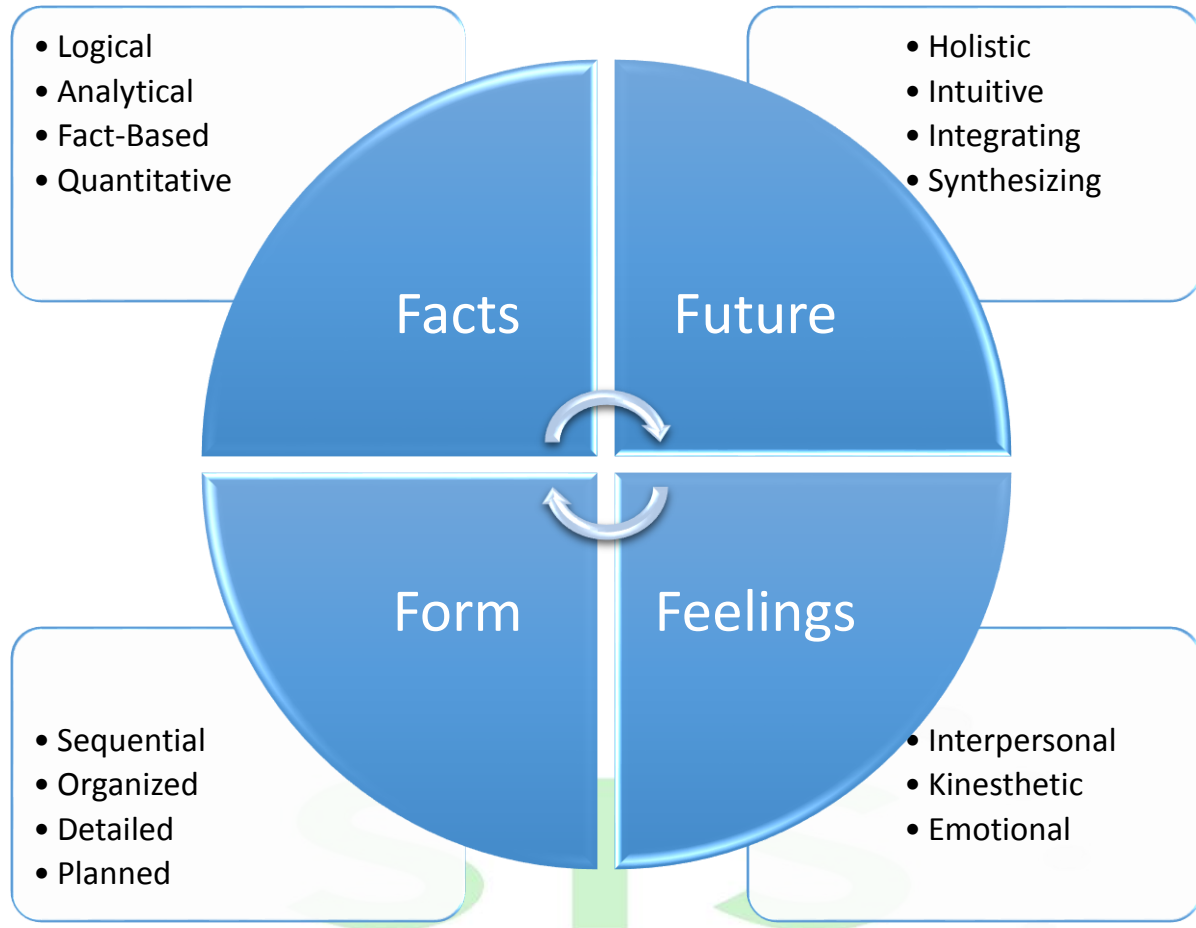 • Logical
• Analytical
• Fact-Based
• Quantitative
• Holistic
• Intuitive
• Integrating
• Synthesizing
Facts
Future
Form
Feelings
• Sequential
• Organized
• Detailed
• Planned
• Interpersonal
• Kinesthetic
• Emotional